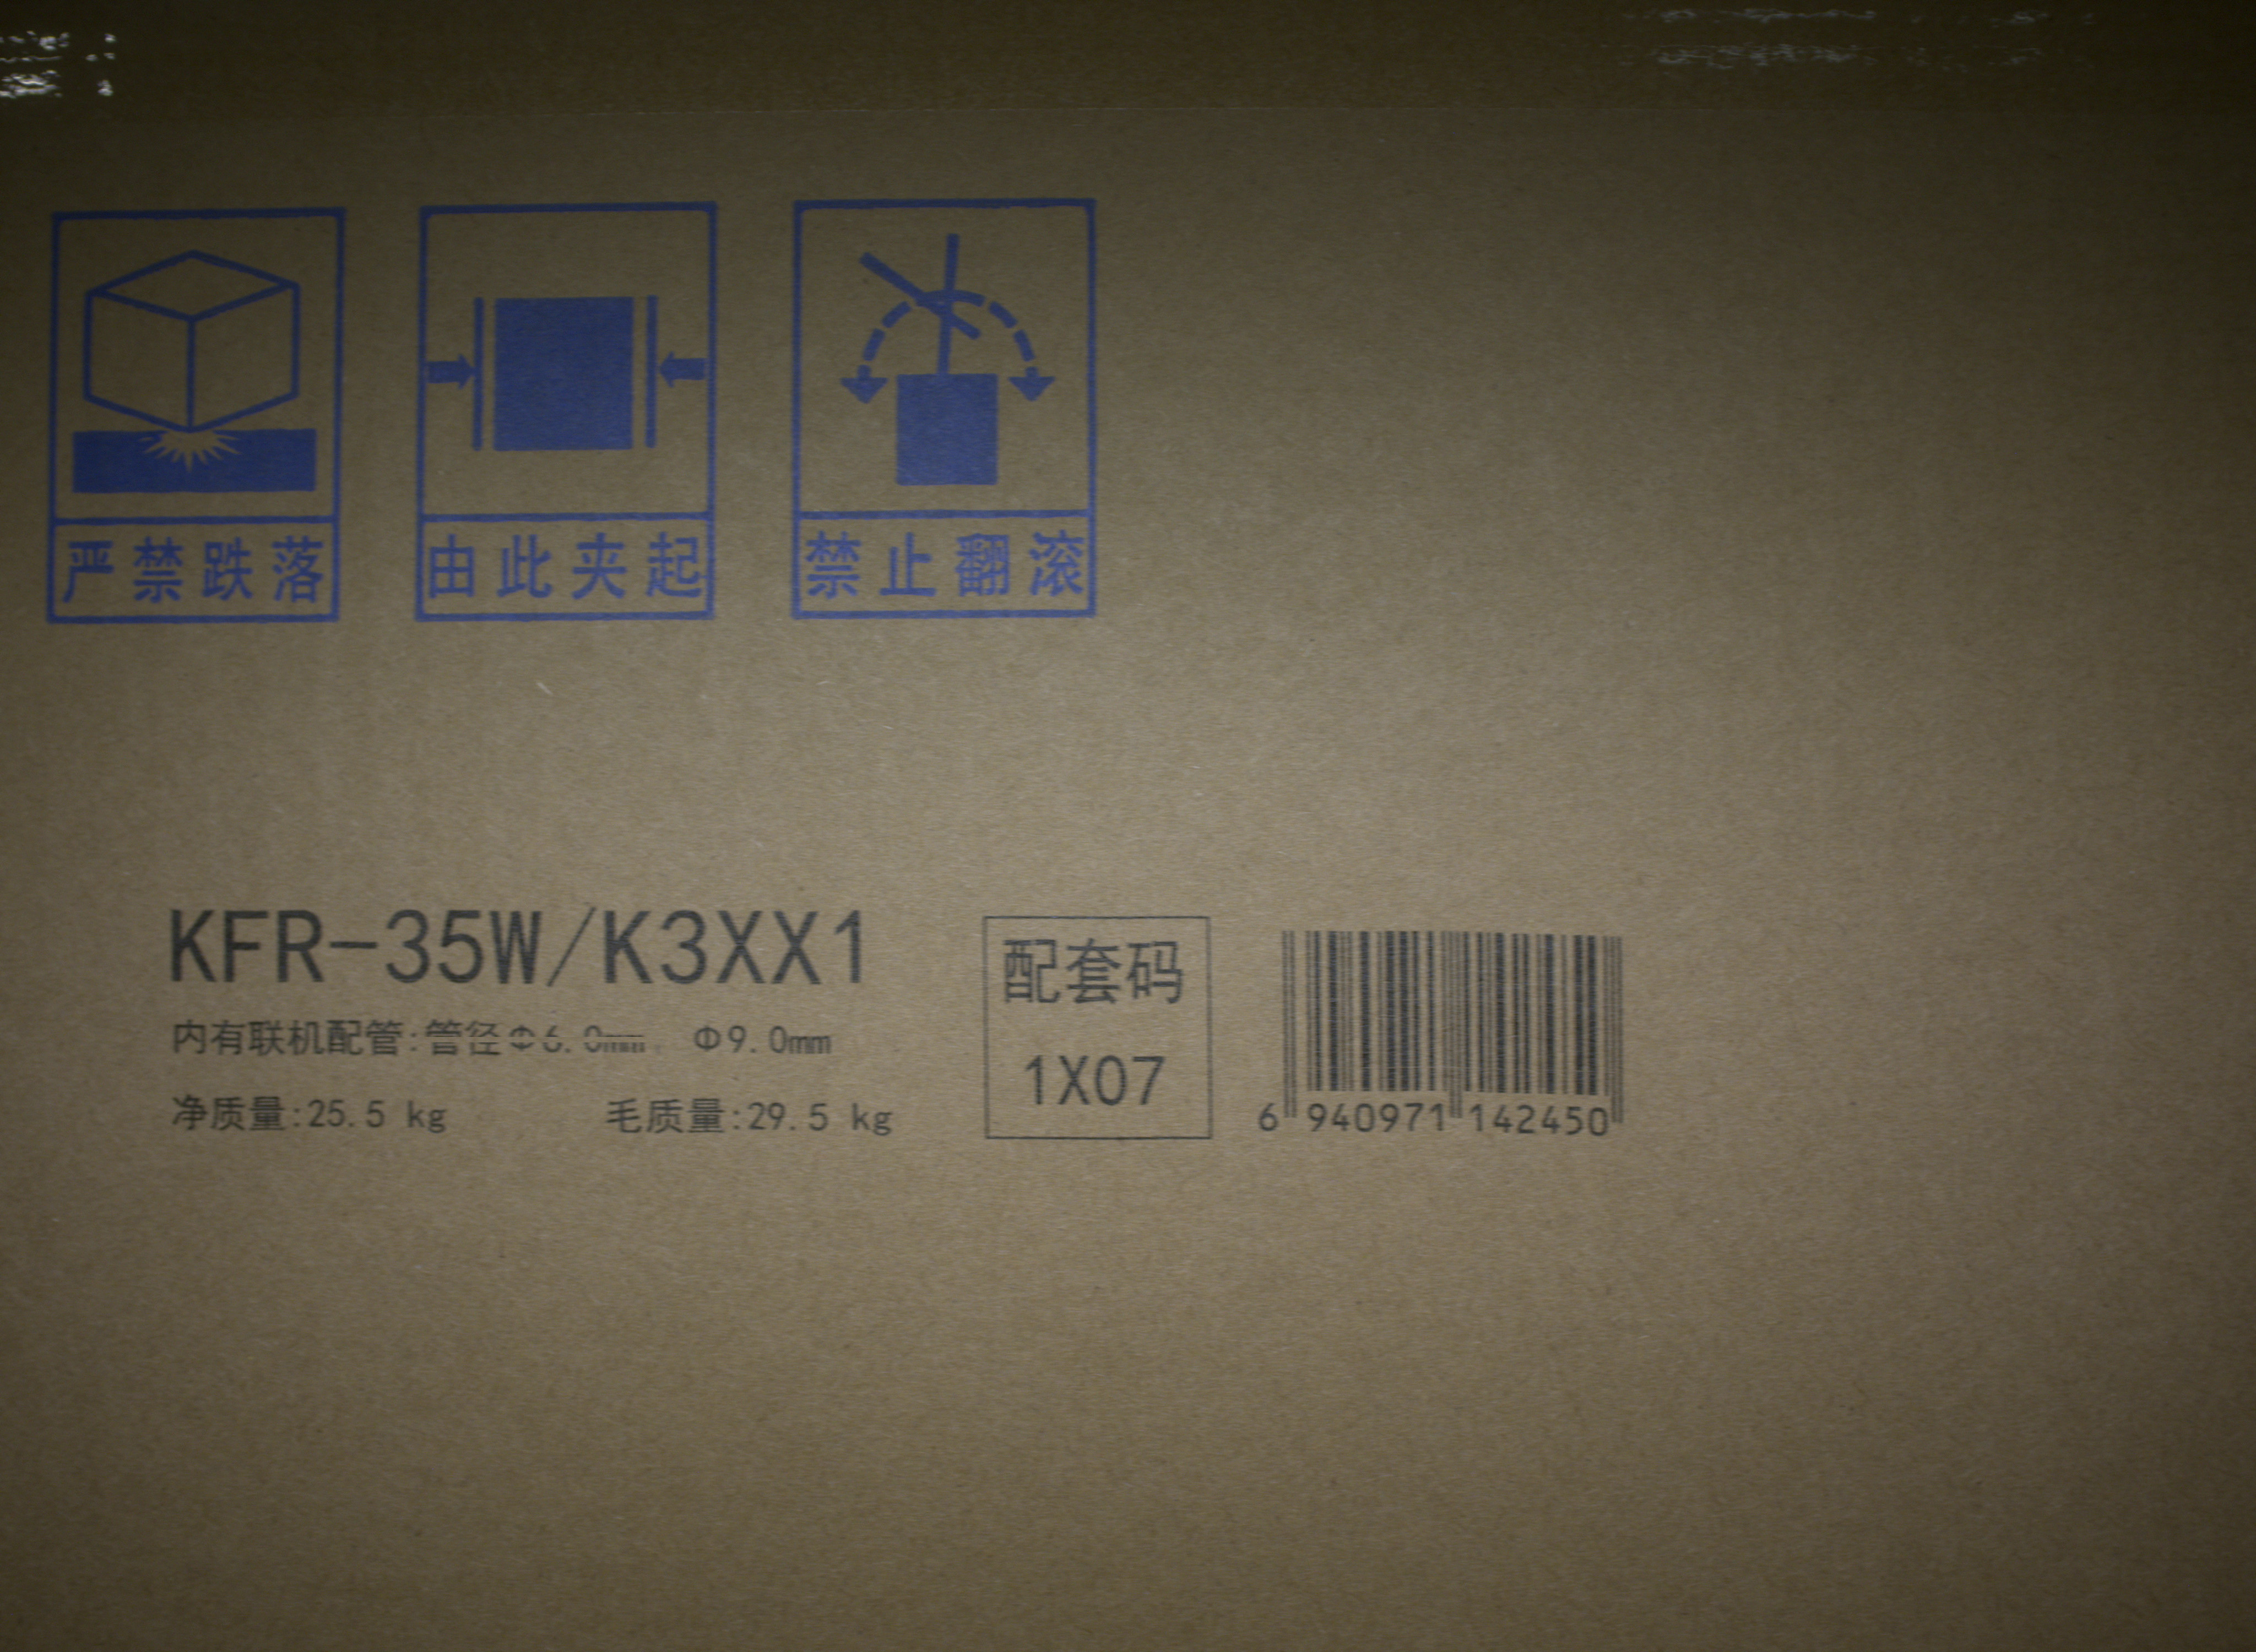 严禁跌落
由此夹起
禁止翻滚
KFR-35W/K3XX1
内有联机配管:管径Φ6.0mm、Φ9.0mm
净质量:25.5 kg 毛质量:29.5 kg
配套码
1X07
6 940971 142450